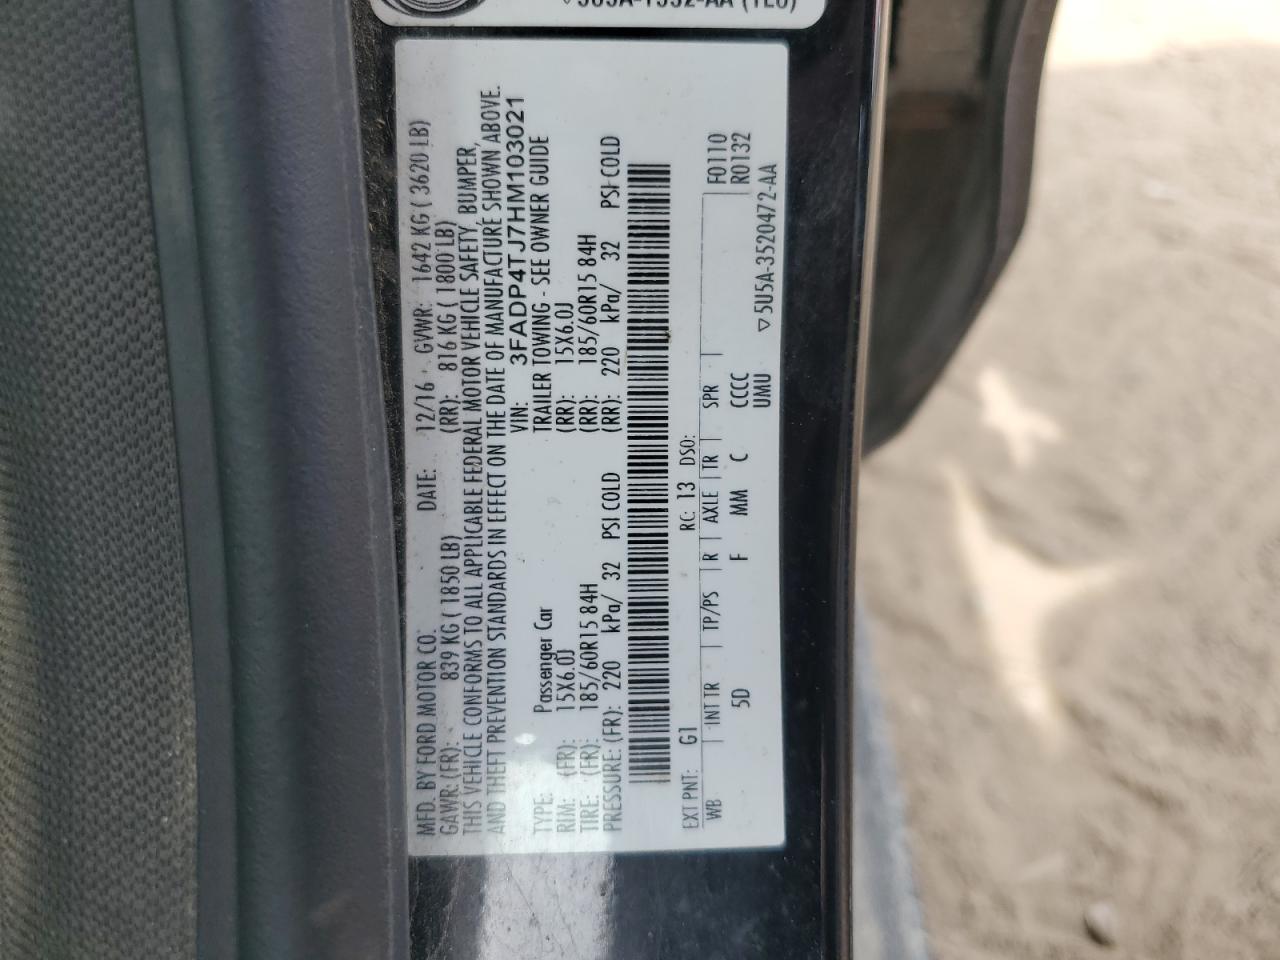 5U5A-1532-AA (TEU)
MFD. BY FORD MOTOR CO. DATE: 12/16 GVWR: 1642 KG ( 3620 LB)
GAWR: (FR): 839 KG ( 1850 LB) (RR): 816 KG ( 1800 LB)
THIS VEHICLE CONFORMS TO ALL APPLICABLE FEDERAL MOTOR VEHICLE SAFETY, BUMPER,
AND THEFT PREVENTION STANDARDS IN EFFECT ON THE DATE OF MANUFACTURE SHOWN ABOVE.
VIN: 3FADP4TJ7HM103021
TYPE: Passenger Car TRAILER TOWING - SEE OWNER GUIDE
RIM: (FR): 15X6.0J (RR): 15X6.0J
TIRE: (FR): 185/60R15 84H (RR): 185/60R15 84H
PRESSURE: (FR): 220 kPa/ 32 PSI COLD (RR): 220 kPa/ 32 PSI COLD
EXT PNT: G1 RC: 13 DSO: F0110
WB INT TR TP/PS R AXLE TR SPR R0132
5D F MM C CCCC
UMU
▽5U5A-3520472-AA